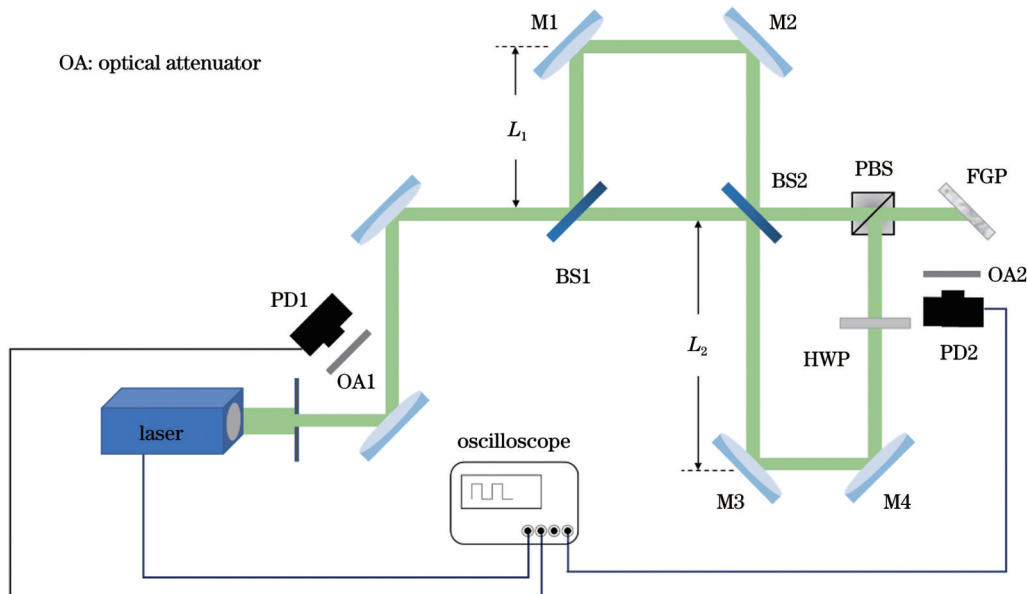 M1
M2
OA: optical attenuator
L1
PBS
FGP
BS2
BS1
OA2
PD1
L2
HWP
PD2
OA1
laser
oscilloscope
M3
M4